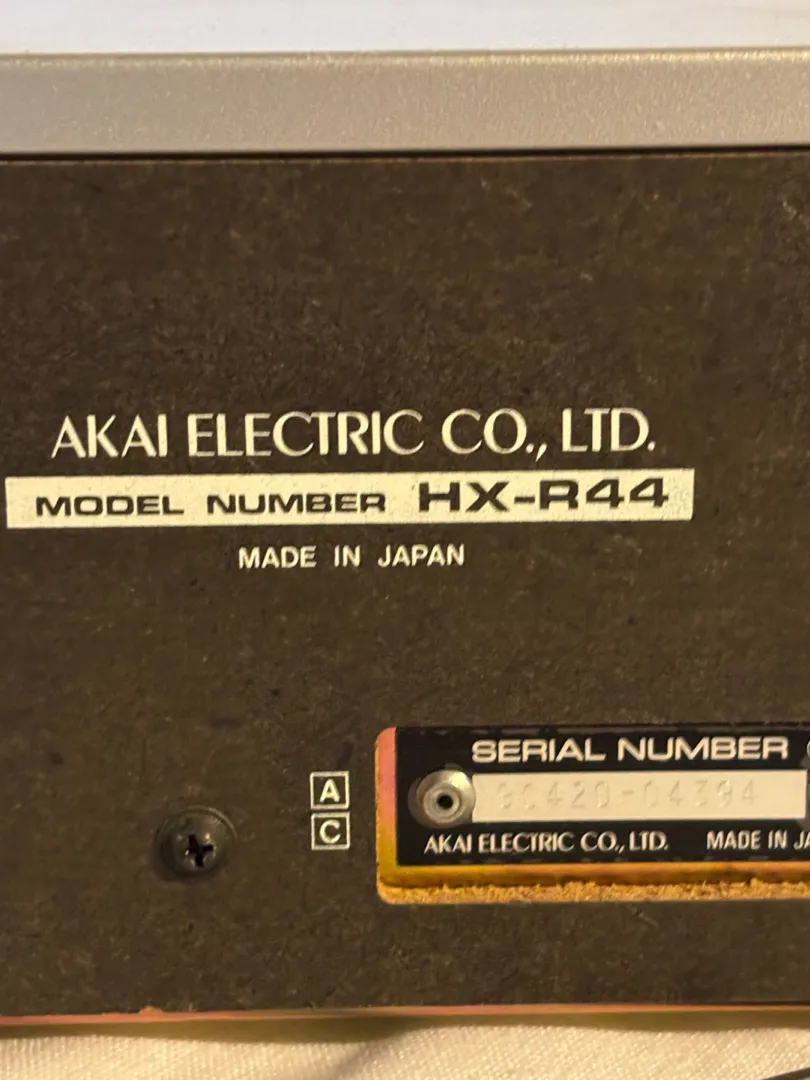 AKAI ELECTRIC CO., LTD.
MODEL NUMBER HX-R44
MADE IN JAPAN
SERIAL NUMBER
A
C
AKAI ELECTRIC CO., LTD. MADE IN JA